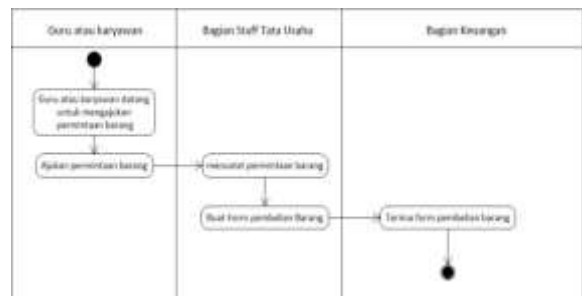 Guru atau karyawan
Bagian Staff Tata Usaha
Bagian Keuangan
Guru atau karyawan datang
untuk mengajukan
permintaan barang
Ajukan permintaan barang
mencatat permintaan barang
Buat form pembelian Barang
Terima form pembelian barang